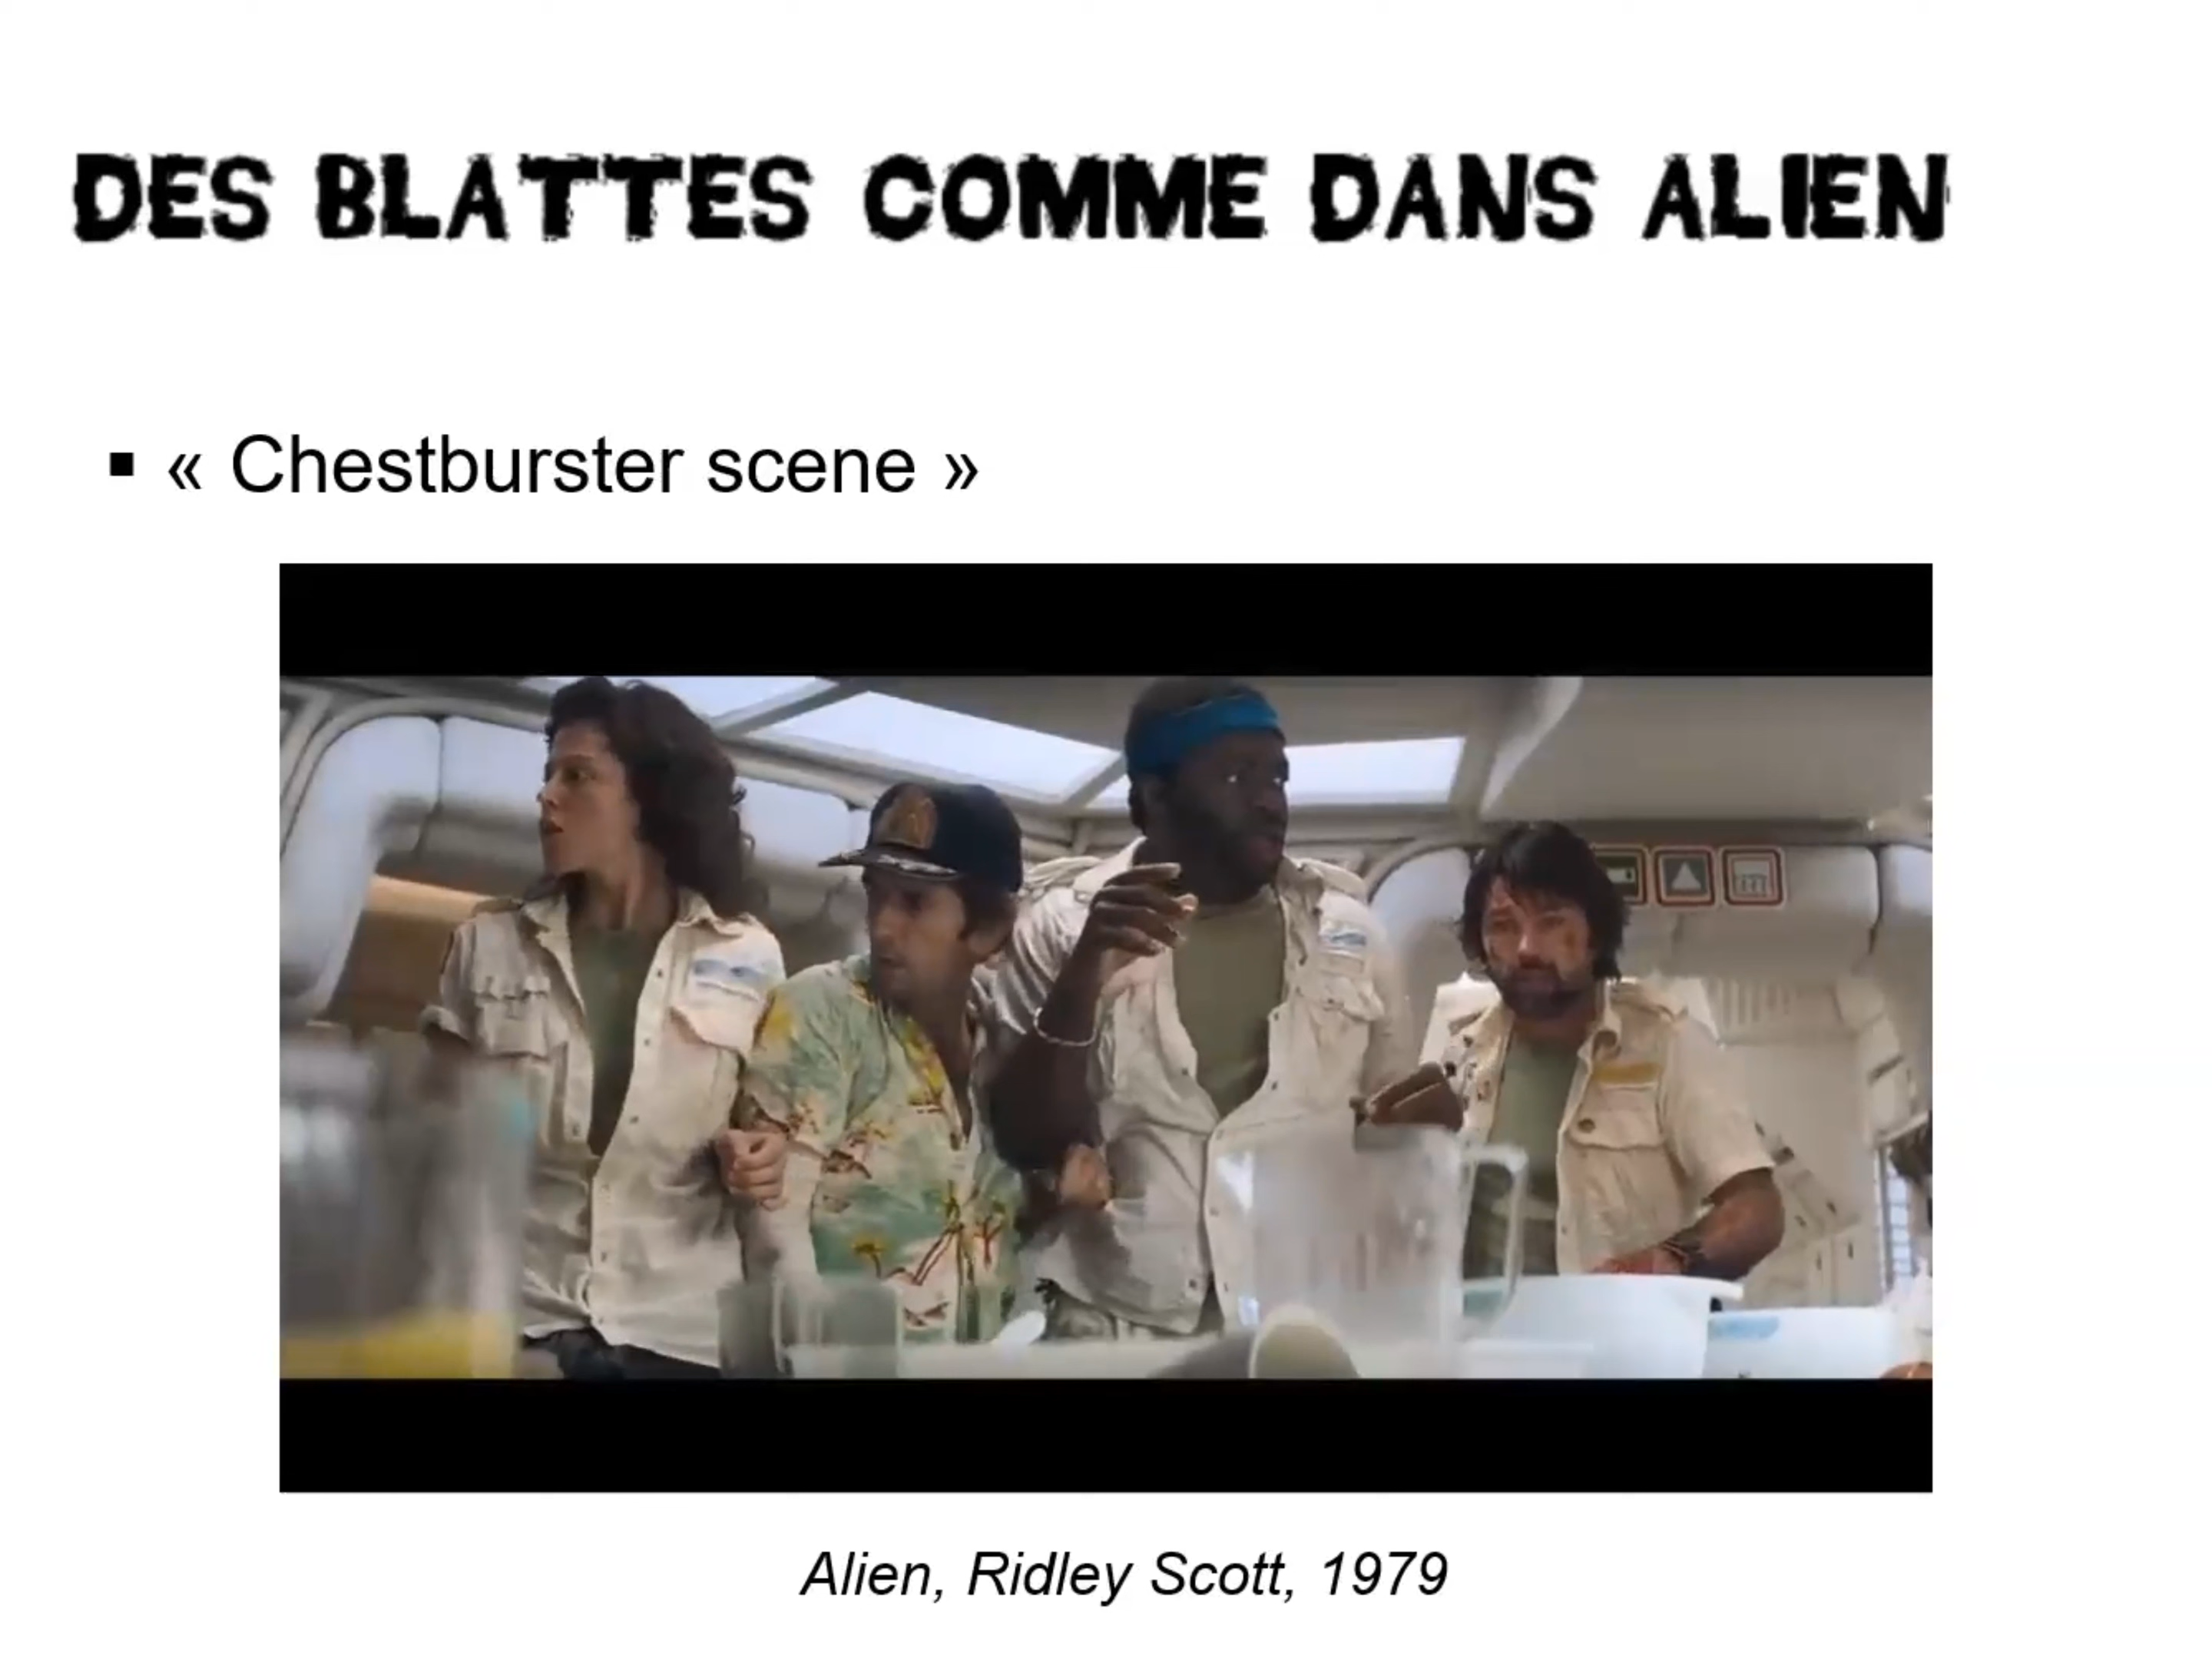 DES BLATTES COMME DANS ALIEN
« Chestburster scene »
Alien, Ridley Scott, 1979